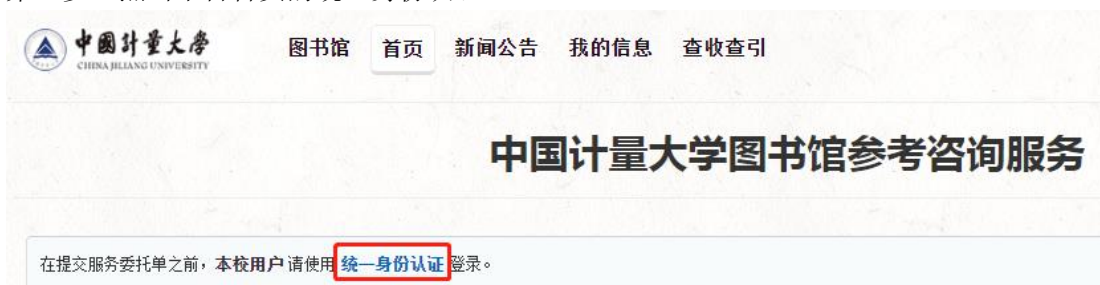 中国计量大学 图书馆 首页 新闻公告 我的信息 查收查引
CHINA JILIANG UNIVERSITY
中国计量大学图书馆参考咨询服务
在提交服务委托单之前，本校用户请使用 统一身份认证 登录。